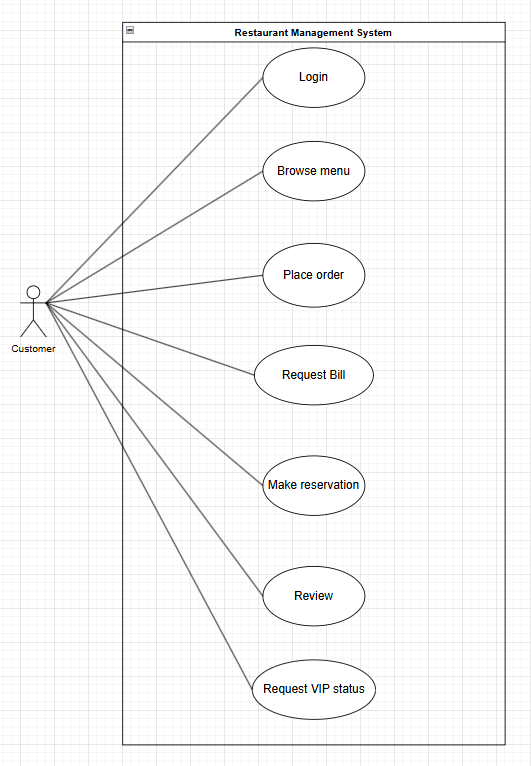 Restaurant Management System
Login
Browse menu
Place order
Customer
Request Bill
Make reservation
Review
Request VIP status